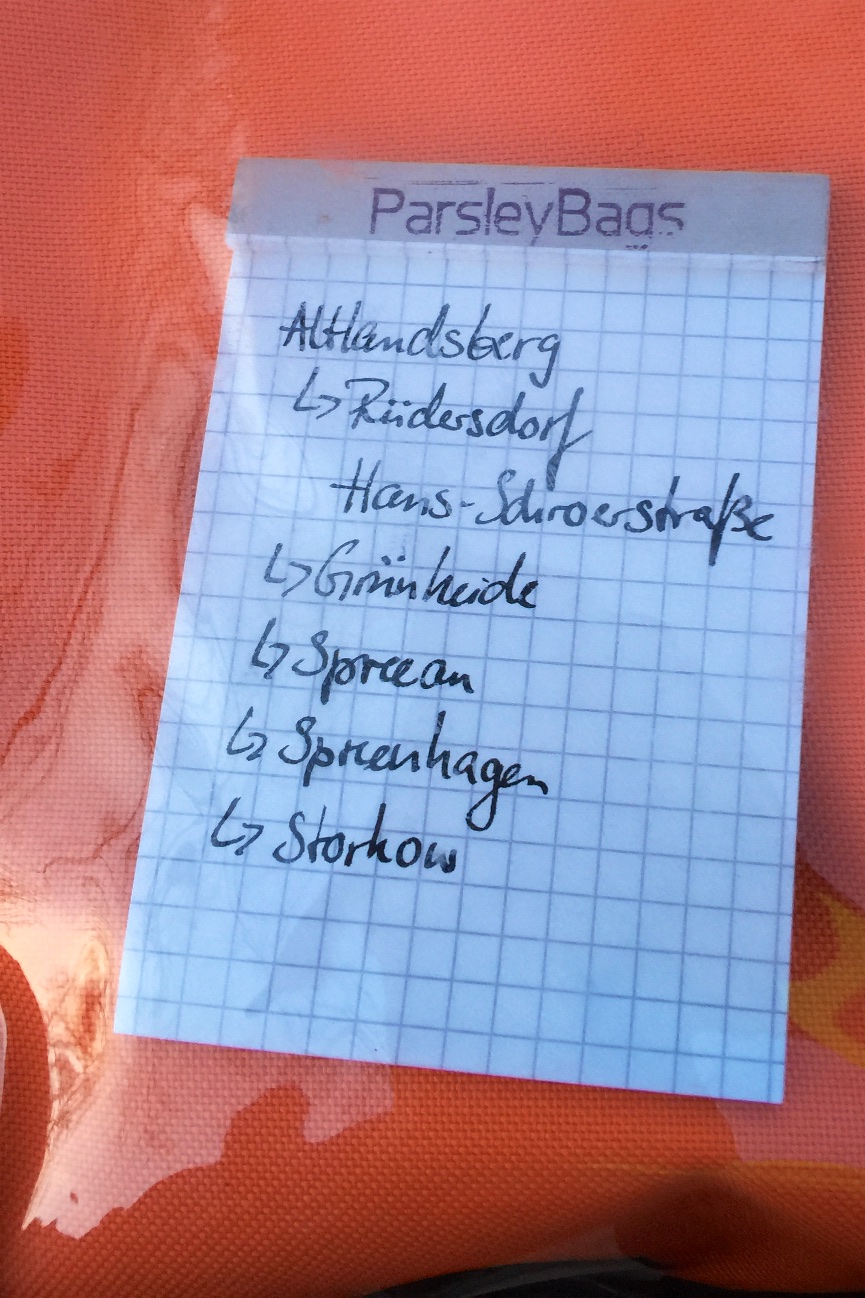 ParsleyBags
Altlandsberg
↳ Rüdersdorf
Hans-Schroerstraße
↳ Grünheide
↳ Spreeau
↳ Spreenhagen
↳ Storkow